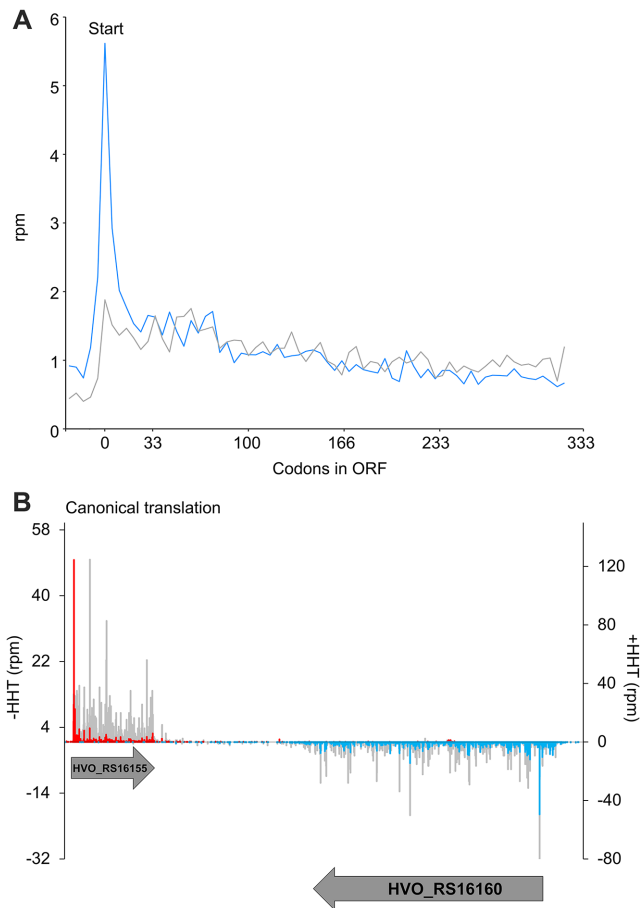 A
6
Start
5
4
3
2
1
0
rpm
0 33 100 166 233 333
Codons in ORF
B
Canonical translation
58
40
22
4
-14
-32
-HHT (rpm)
120
80
40
0
-40
-80
+HHT (rpm)
HVO_RS16155
HVO_RS16160